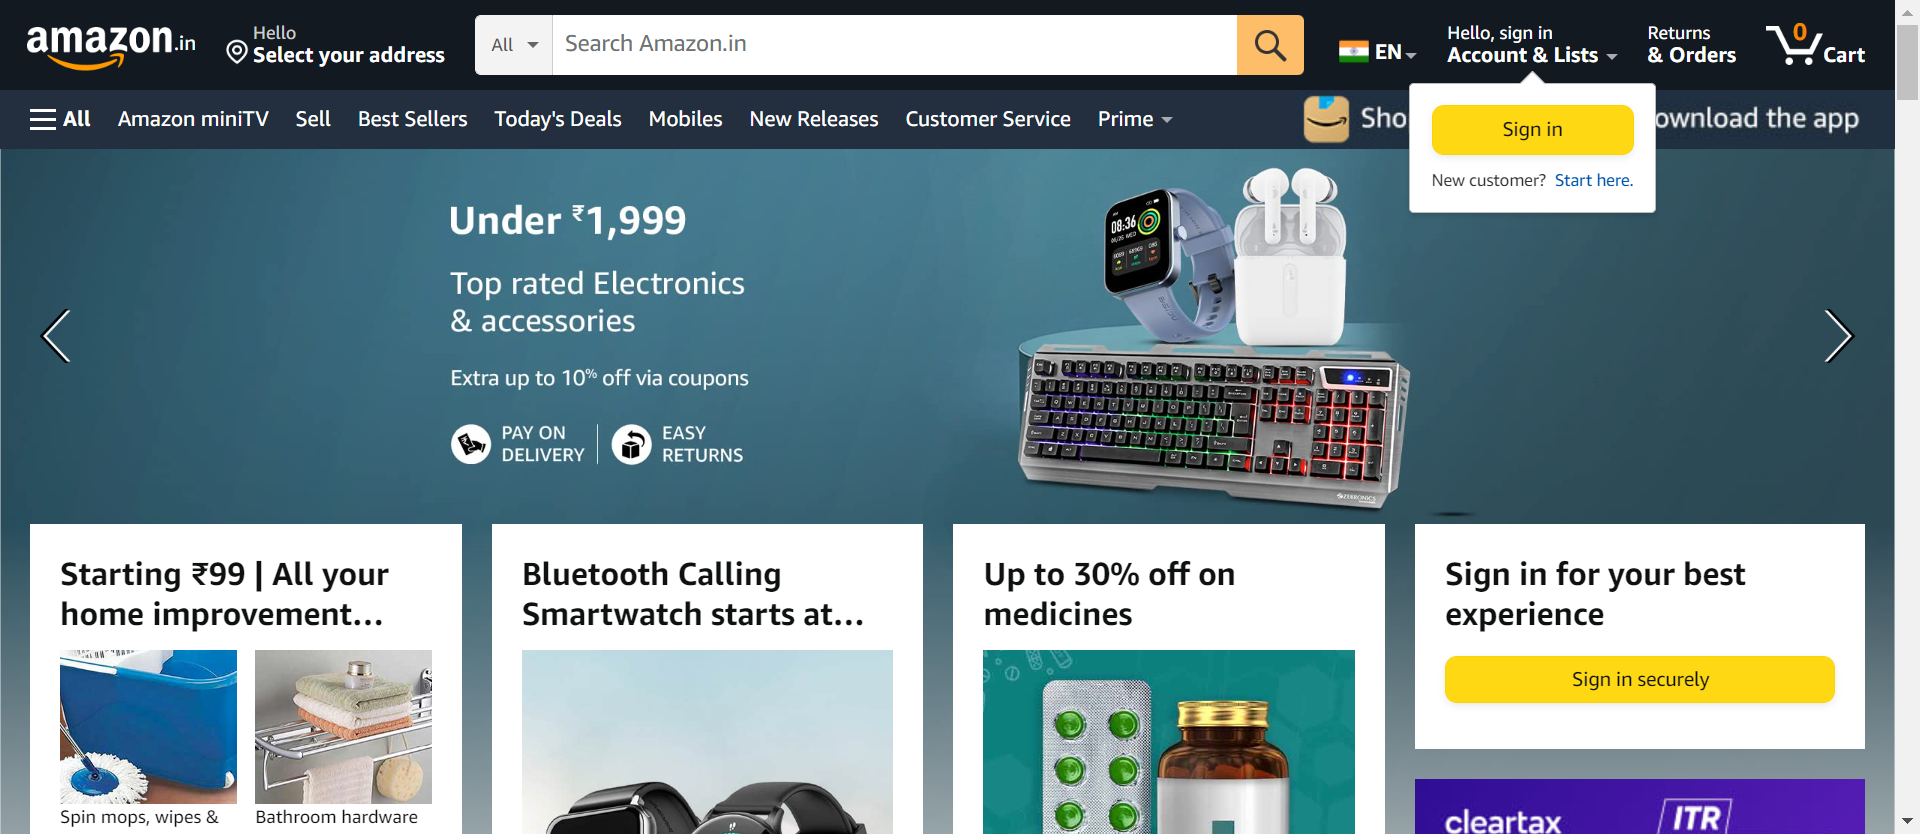 amazon.in
Hello
Select your address
All
Search Amazon.in
EN
Hello, sign in
Account & Lists
Returns
& Orders
0
Cart
All
Amazon miniTV
Sell
Best Sellers
Today's Deals
Mobiles
New Releases
Customer Service
Prime
Sho
ownload the app
Sign in
New customer? Start here.
Under ₹1,999
Top rated Electronics
& accessories
Extra up to 10% off via coupons
PAY ON
DELIVERY
EASY
RETURNS
08:36
ZEBRONICS
Starting ₹99 | All your
home improvement...
Spin mops, wipes &
Bathroom hardware
Bluetooth Calling
Smartwatch starts at...
Up to 30% off on
medicines
Sign in for your best
experience
Sign in securely
cleartax
ITR